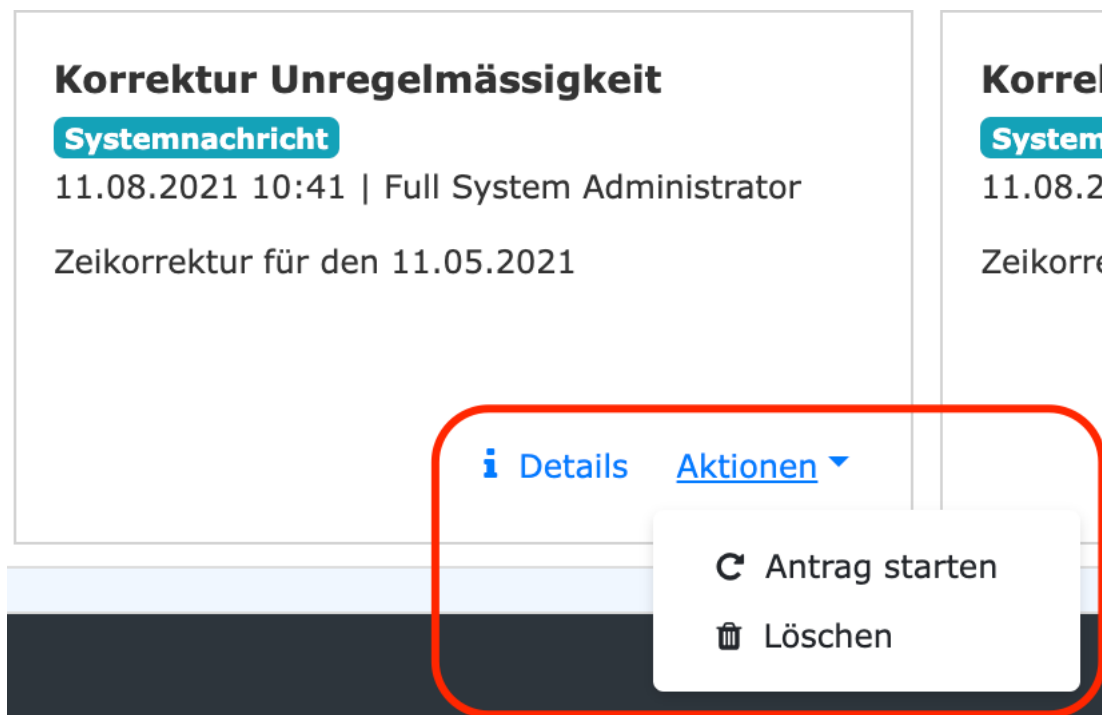 Korrektur Unregelmässigkeit
Systemnachricht
11.08.2021 10:41 | Full System Administrator
Zeikorrektur für den 11.05.2021
Details Aktionen
Antrag starten
Löschen